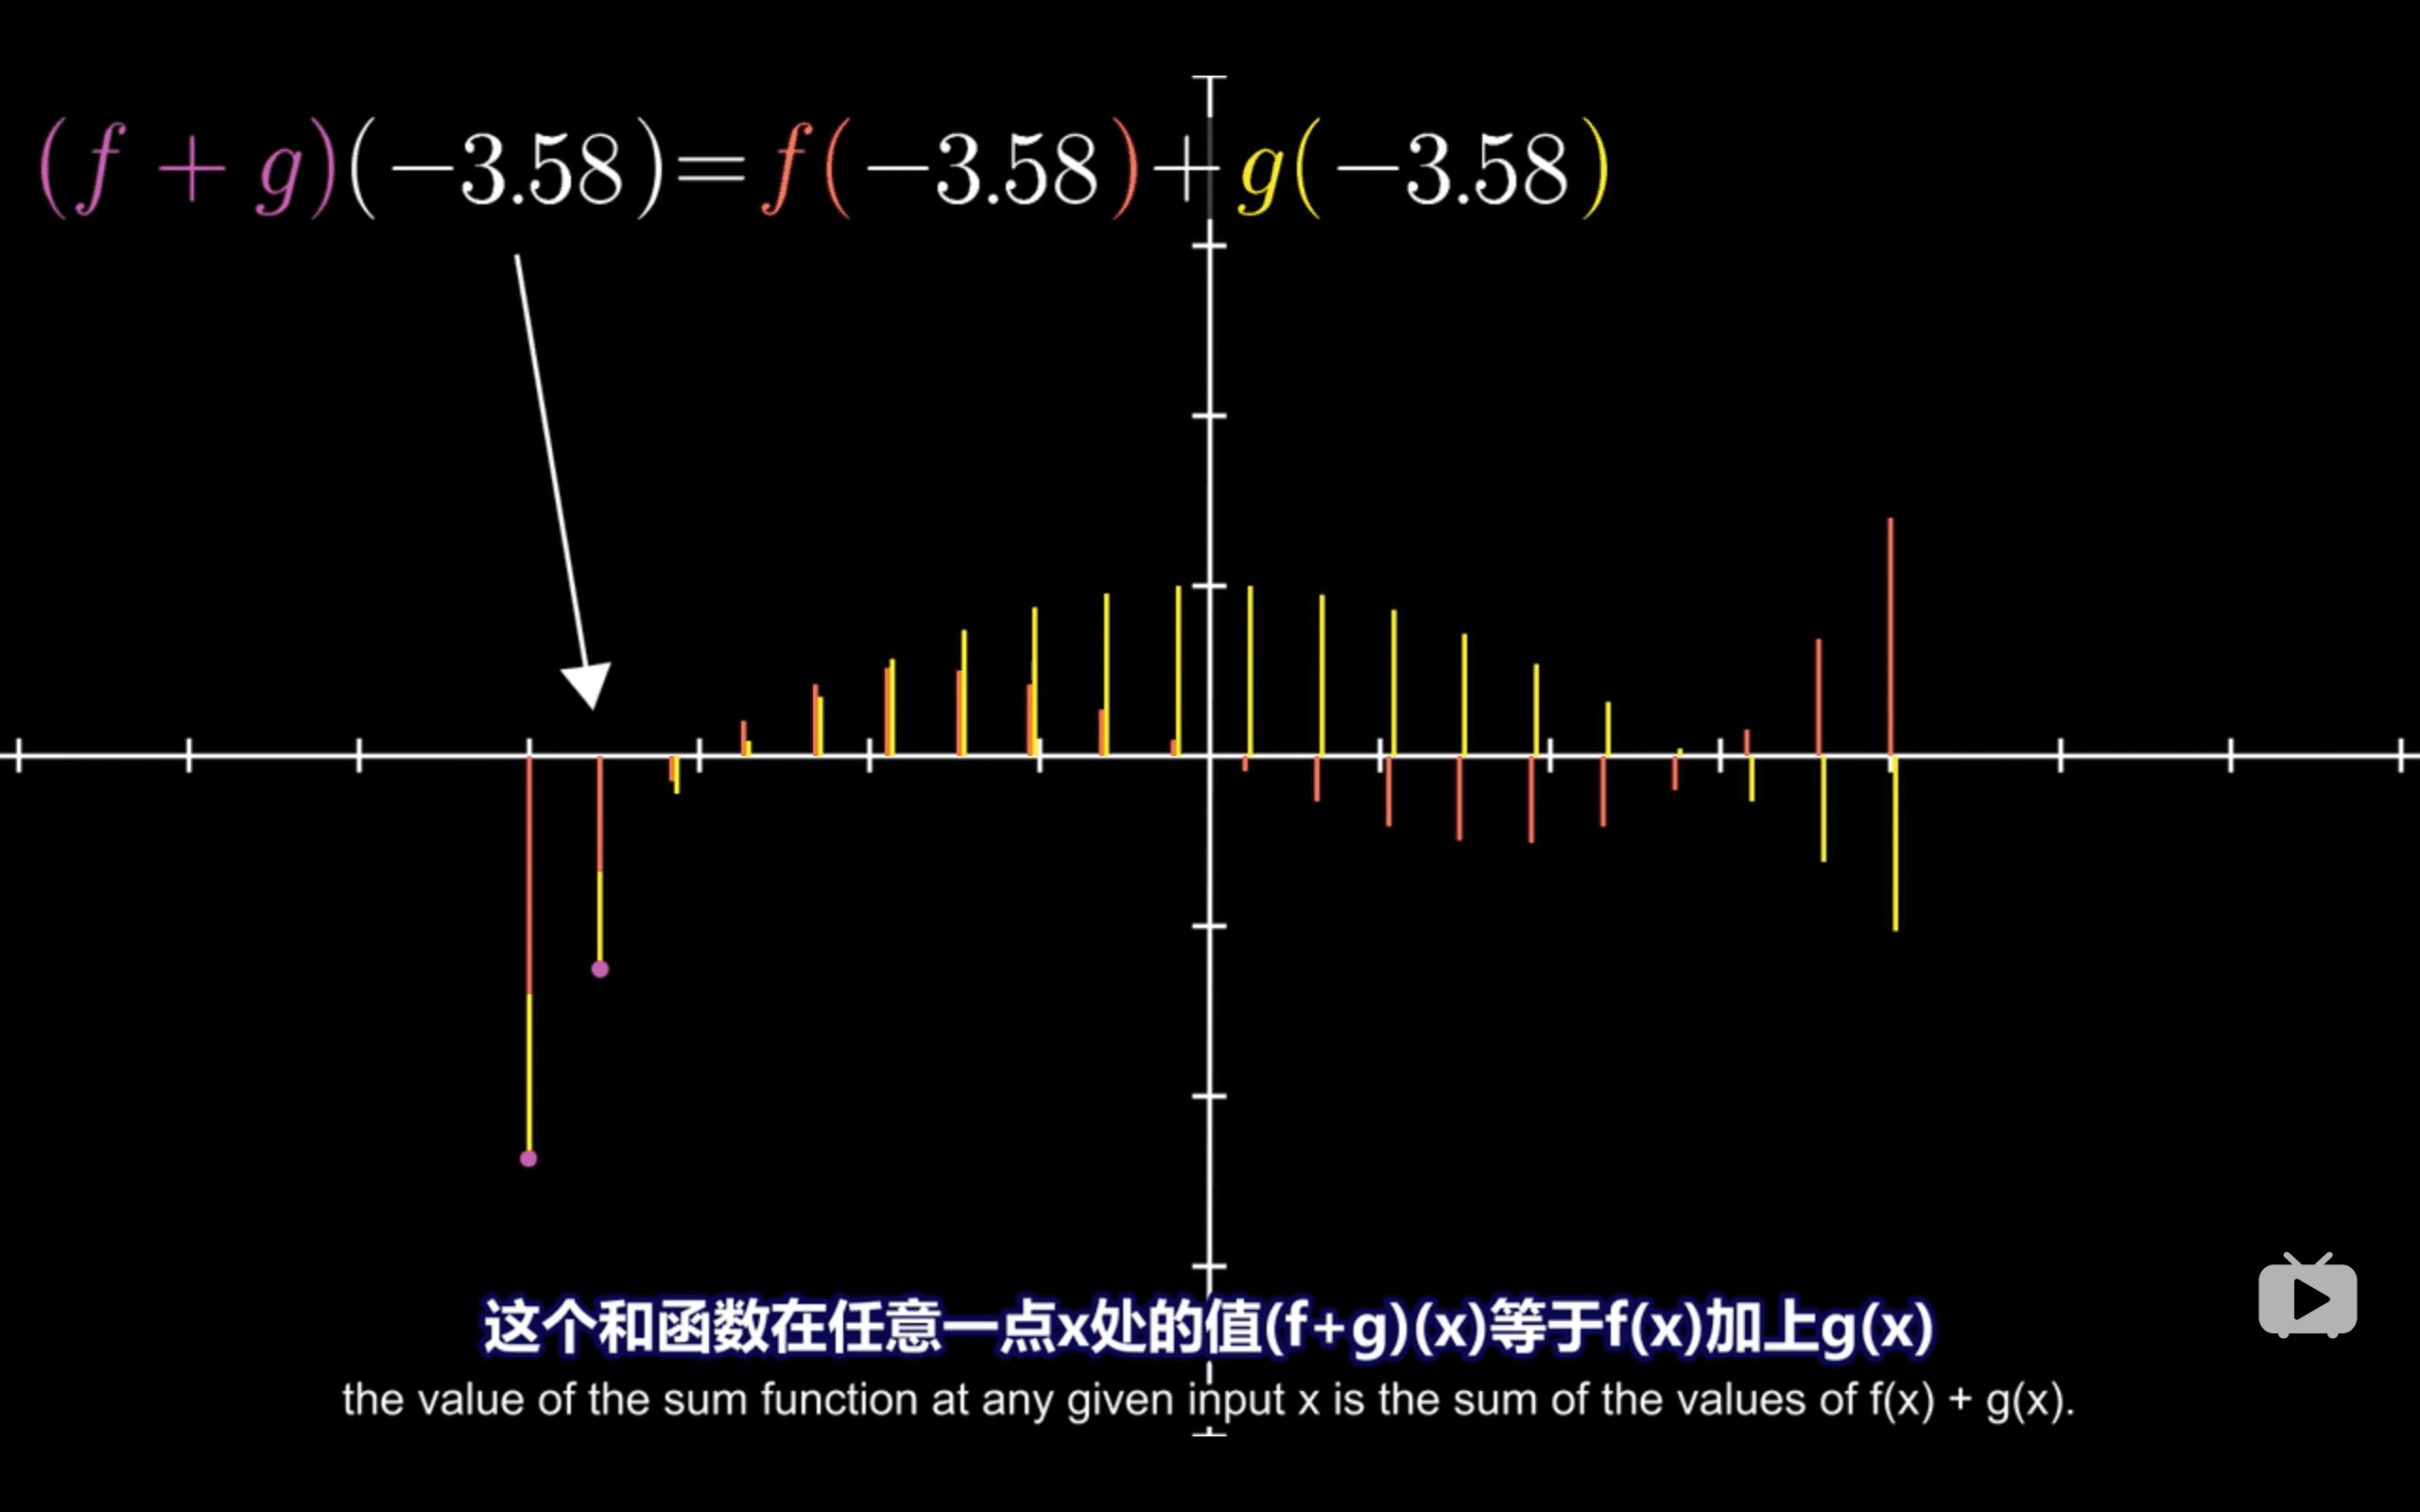 (f + g)(−3.58)=f(−3.58)+g(−3.58)
这个和函数在任意一点x处的值(f+g)(x)等于f(x)加上g(x)
the value of the sum function at any given input x is the sum of the values of f(x) + g(x).